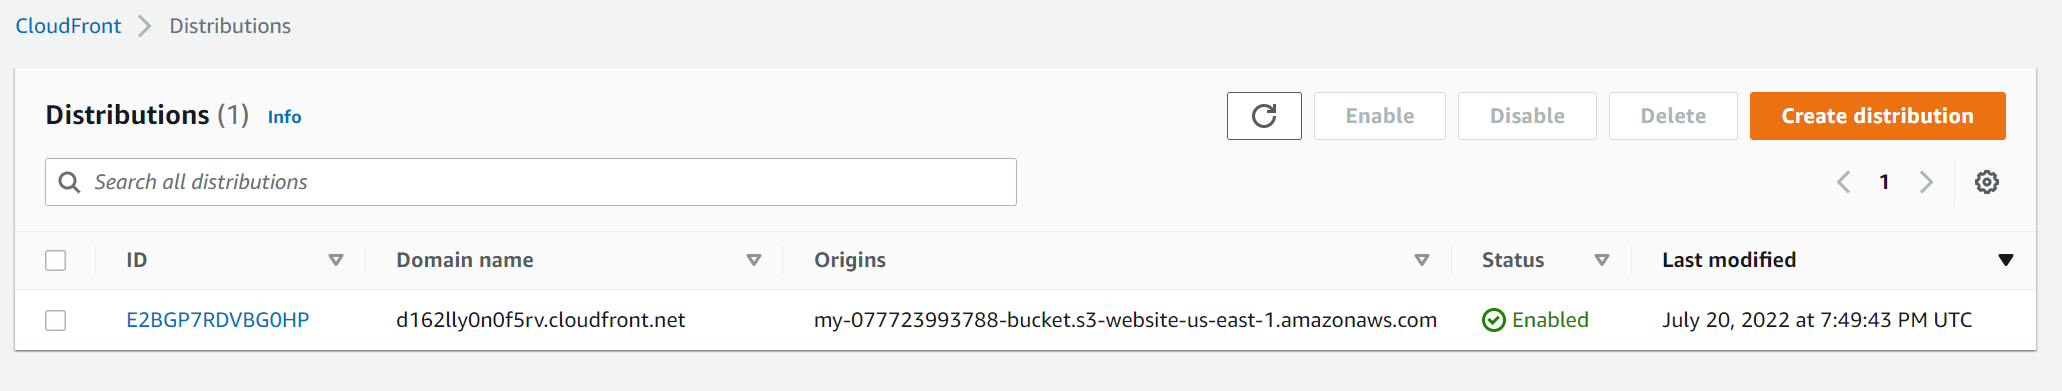 CloudFront Distributions
Distributions (1) Info
Enable Disable Delete Create distribution
Search all distributions
1
ID Domain name Origins Status Last modified
E2BGP7RDVBG0HP d162lly0n0f5rv.cloudfront.net my-077723993788-bucket.s3-website-us-east-1.amazonaws.com Enabled July 20, 2022 at 7:49:43 PM UTC